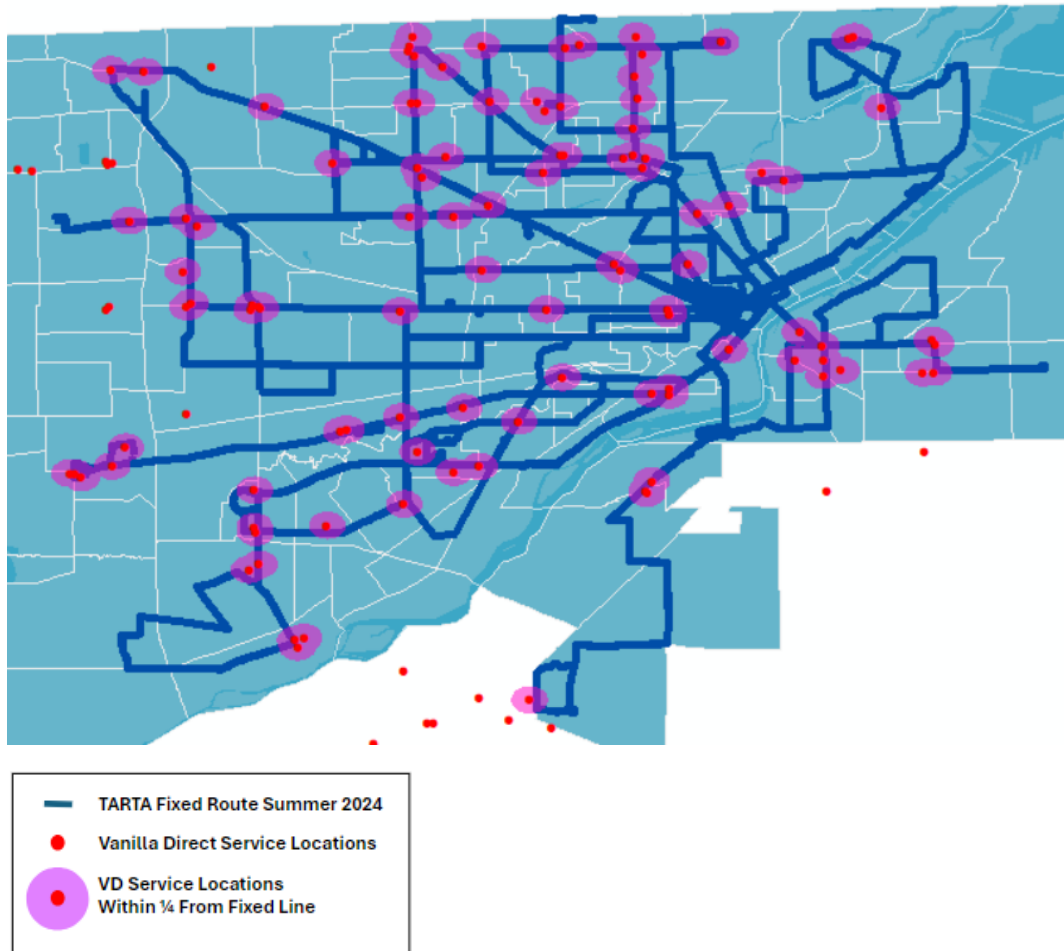 TARTA Fixed Route Summer 2024
Vanilla Direct Service Locations
VD Service Locations
Within ¼ From Fixed Line